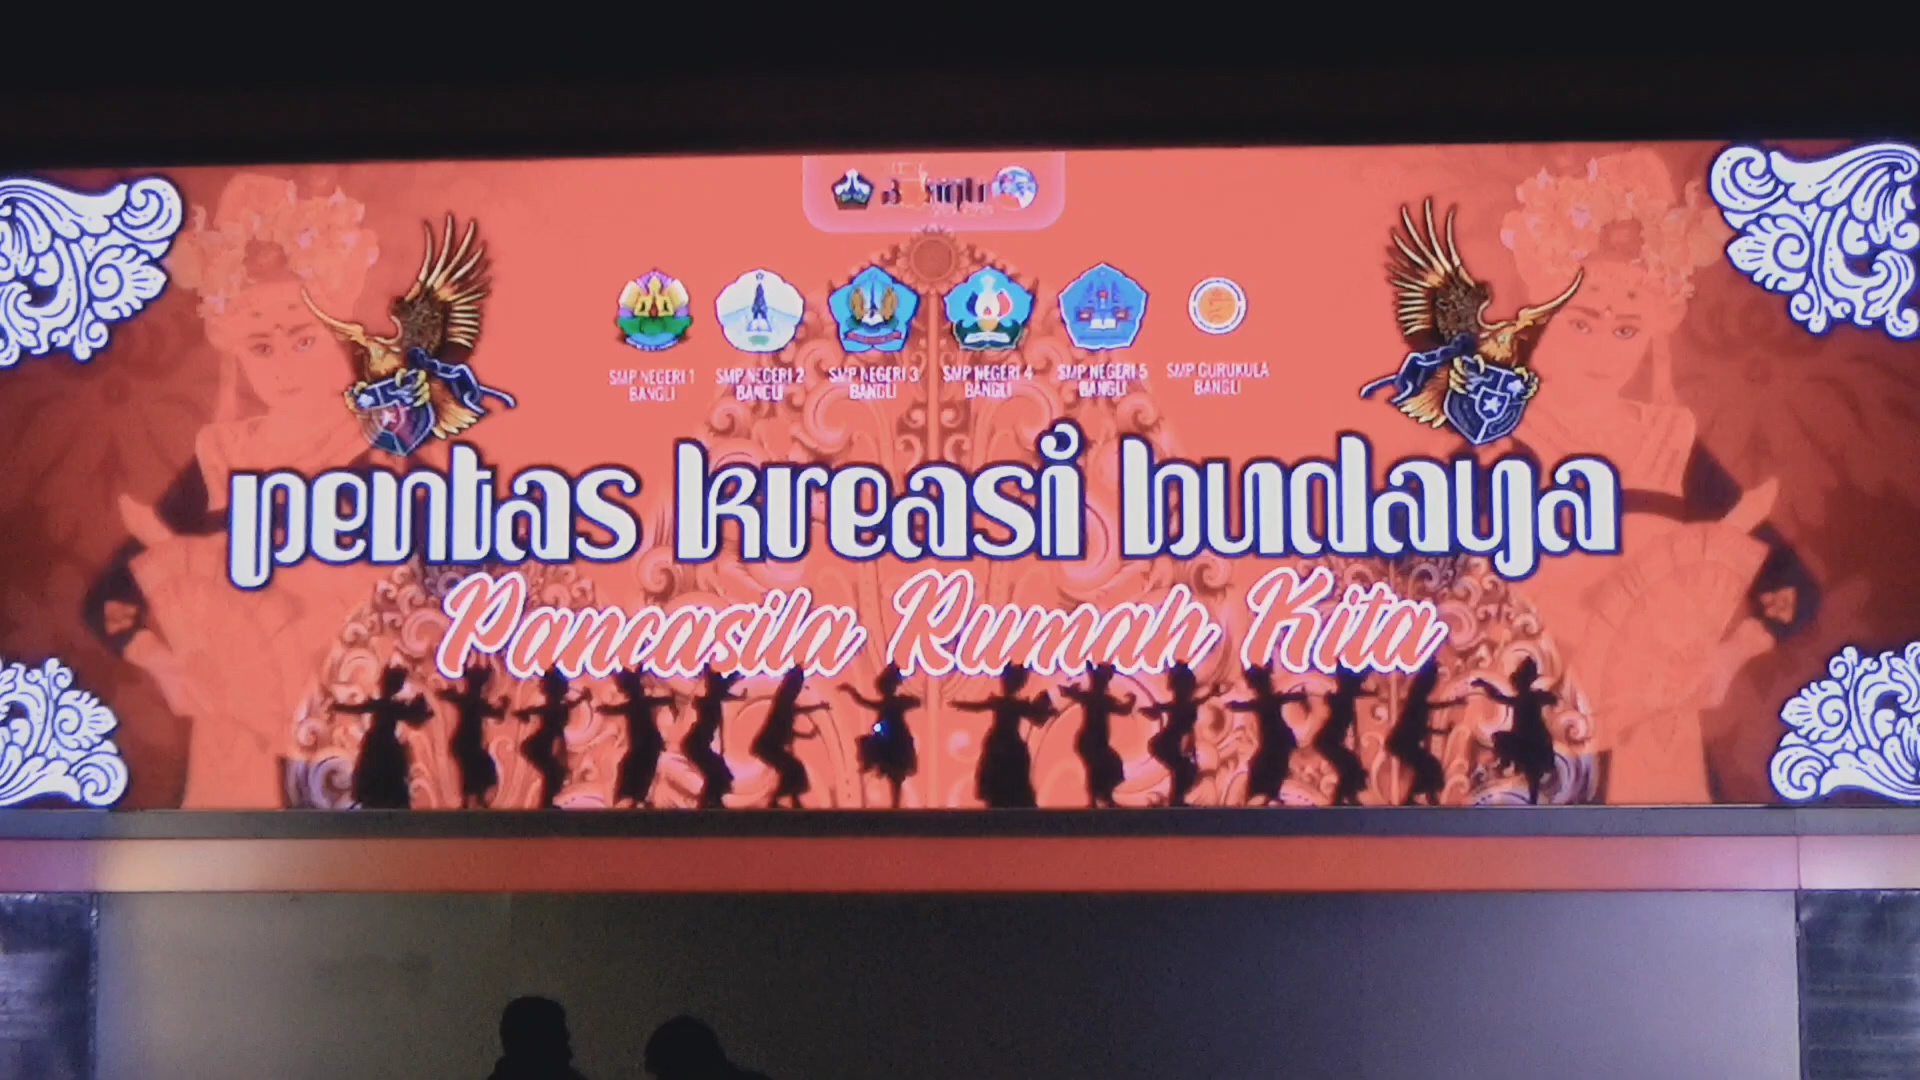 SMP NEGERI 1
BANGLI
SMP NEGERI 2
BANGLI
SMP NEGERI 3
BANGLI
SMP NEGERI 4
BANGLI
SMP NEGERI 5
BANGLI
SMP GURUKULA
BANGLI
pentas kreasi budaya
Pancasila Rumah Kita